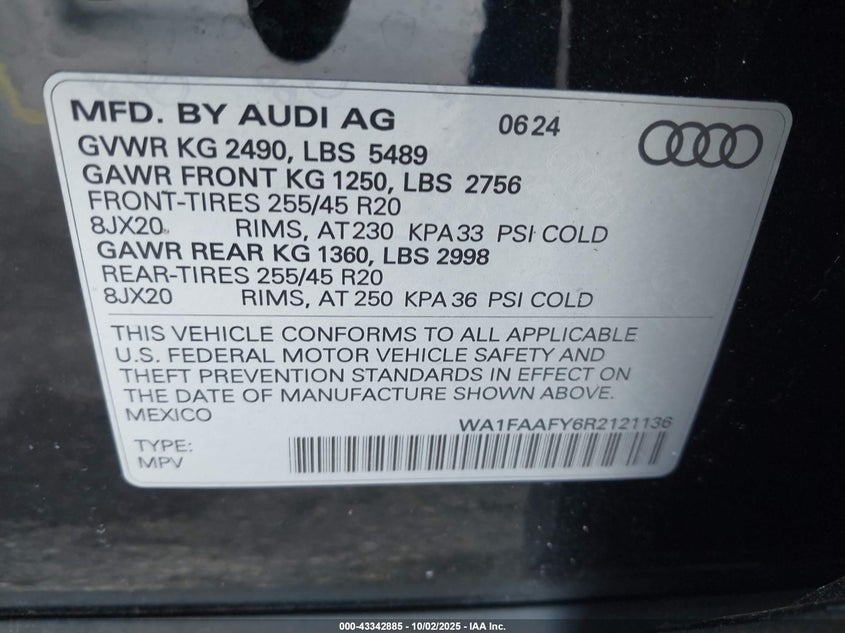 MFD. BY AUDI AG 0624
GVWR KG 2490, LBS 5489
GAWR FRONT KG 1250, LBS 2756
FRONT-TIRES 255/45 R20
8JX20 RIMS, AT 230 KPA 33 PSI COLD
GAWR REAR KG 1360, LBS 2998
REAR-TIRES 255/45 R20
8JX20 RIMS, AT 250 KPA 36 PSI COLD
THIS VEHICLE CONFORMS TO ALL APPLICABLE
U.S. FEDERAL MOTOR VEHICLE SAFETY AND
THEFT PREVENTION STANDARDS IN EFFECT ON
THE DATE OF MANUFACTURE SHOWN ABOVE.
MEXICO WA1FAAFY6R2121136
TYPE:
MPV
000-43342885 - 10/02/2025 - IAA Inc.